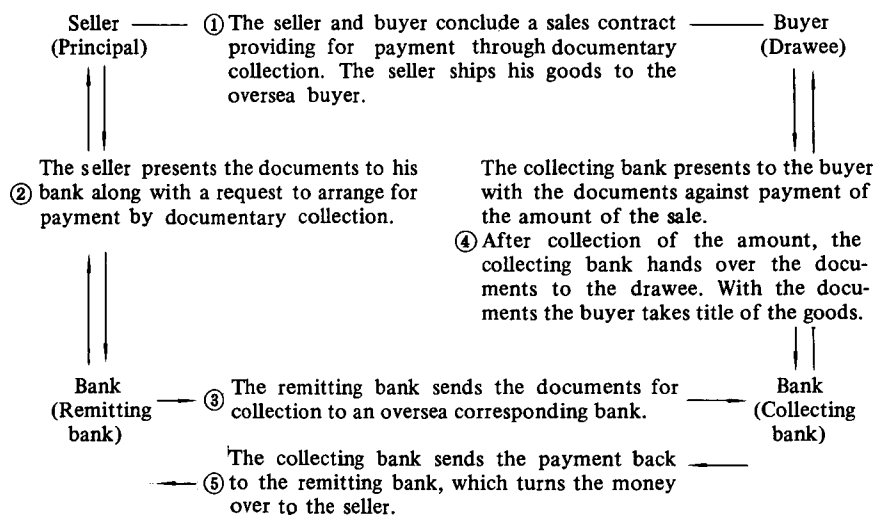 Seller
(Principal)
① The seller and buyer conclude a sales contract
providing for payment through documentary
collection. The seller ships his goods to the
oversea buyer.
Buyer
(Drawee)
The seller presents the documents to his
② bank along with a request to arrange for
payment by documentary collection.
The collecting bank presents to the buyer
with the documents against payment of
the amount of the sale.
④ After collection of the amount, the
collecting bank hands over the docu-
ments to the drawee. With the docu-
ments the buyer takes title of the goods.
Bank
(Remitting
bank)
③ The remitting bank sends the documents for
collection to an oversea corresponding bank.
Bank
(Collecting
bank)
The collecting bank sends the payment back
⑤ to the remitting bank, which turns the money
over to the seller.